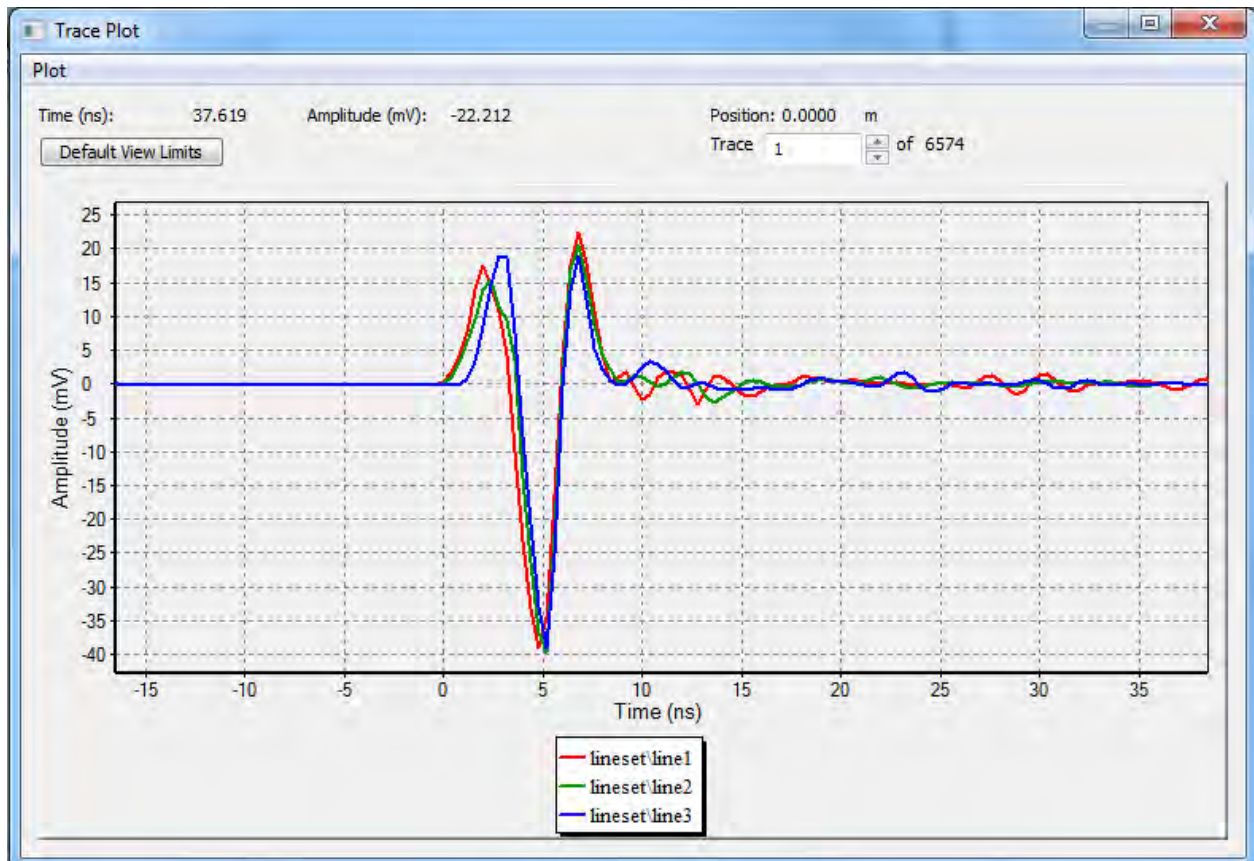 Trace Plot
Plot
Time (ns): 37.619 Amplitude (mV): -22.212 Position: 0.0000 m
Default View Limits
Trace 1 of 6574
25
20
15
10
5
0
-5
-10
-15
-20
-25
-30
-35
-40
Amplitude (mV)
-15 -10 -5 0 5 10 15 20 25 30 35
Time (ns)
lineset\line1
lineset\line2
lineset\line3